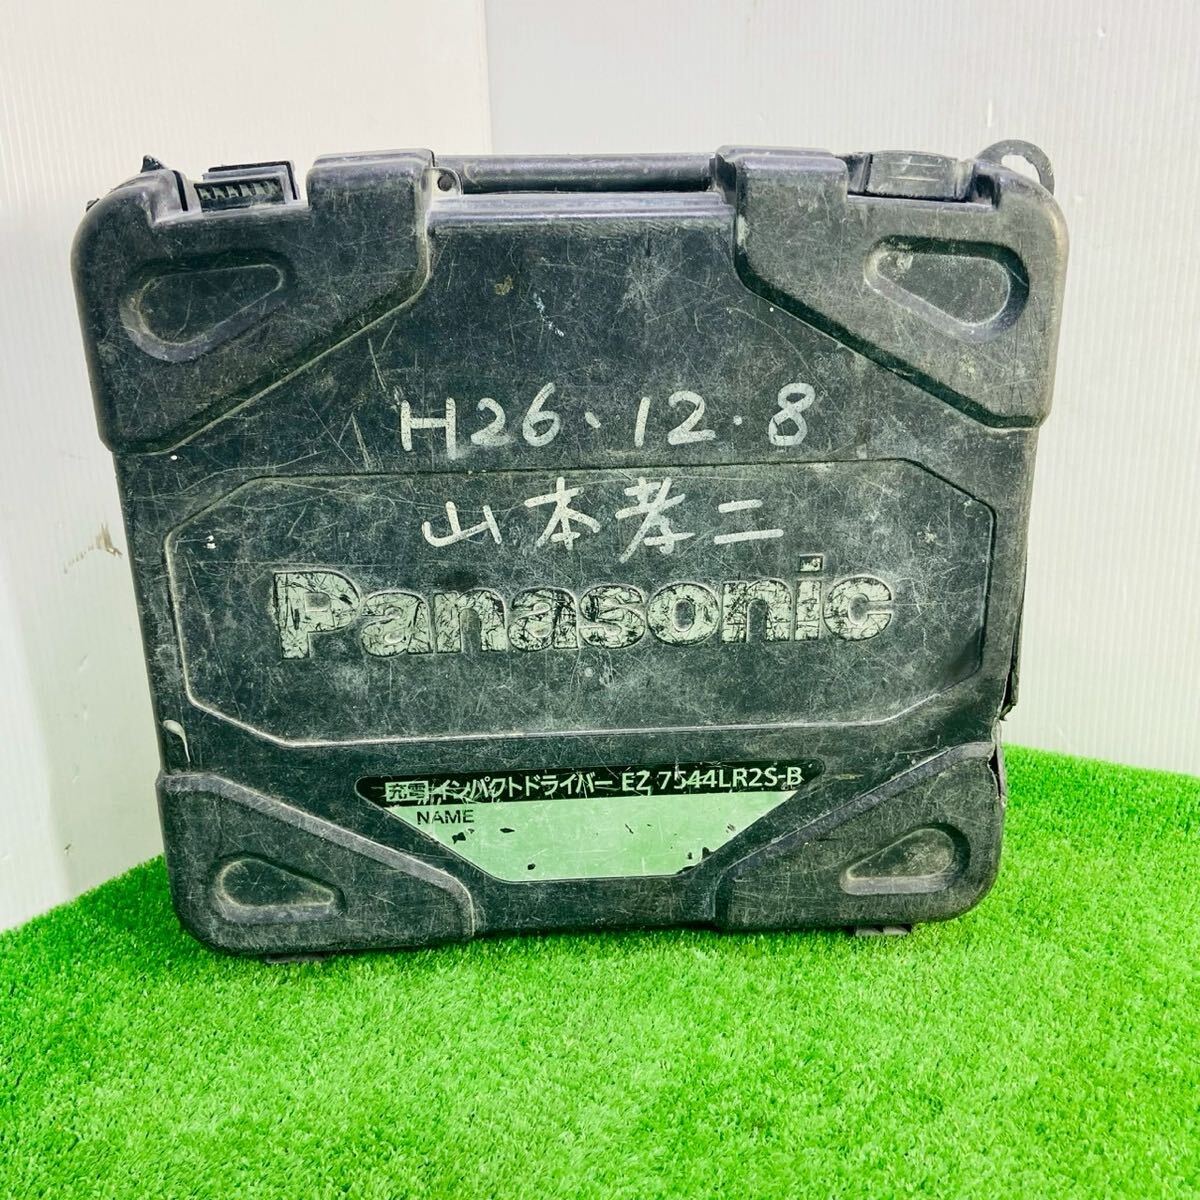 H26、12・8
山本孝二
Panasonic
充電インパクトドライバー EZ 7544LR2S-B
NAME